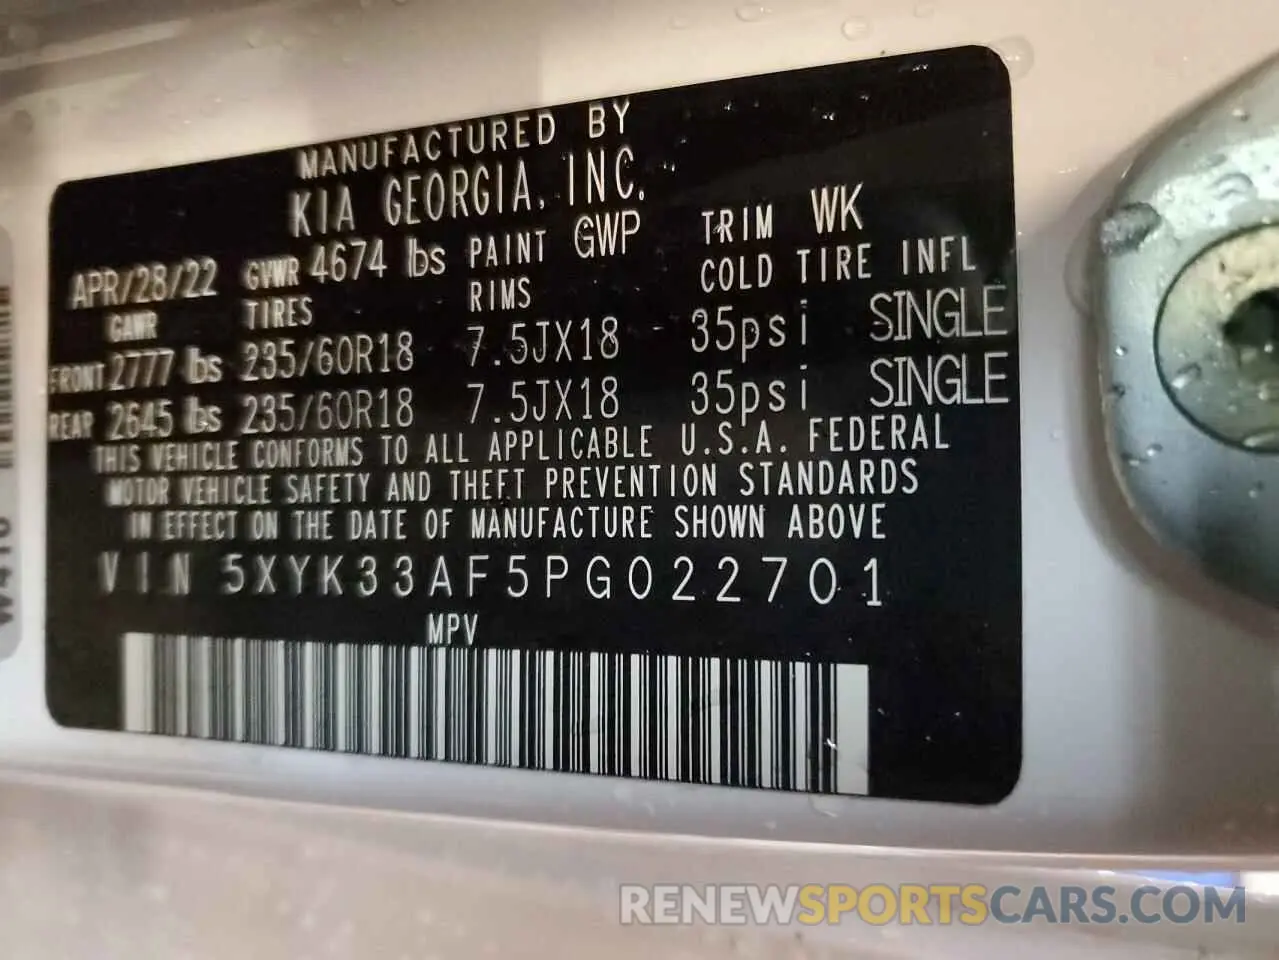 MANUFACTURED BY
KIA GEORGIA, INC.
APR/28/22 GVWR 4674 lbs PAINT GWP TRIM WK
GAWR TIRES RIMS COLD TIRE INFL
FRONT 2777 lbs 235/60R18 7.5JX18 35psi SINGLE
REAR 2645 lbs 235/60R18 7.5JX18 35psi SINGLE
THIS VEHICLE CONFORMS TO ALL APPLICABLE U.S.A. FEDERAL
MOTOR VEHICLE SAFETY AND THEFT PREVENTION STANDARDS
IN EFFECT ON THE DATE OF MANUFACTURE SHOWN ABOVE
VIN 5XYK33AF5PG022701
MPV
RENEWSPORTSCARS.COM